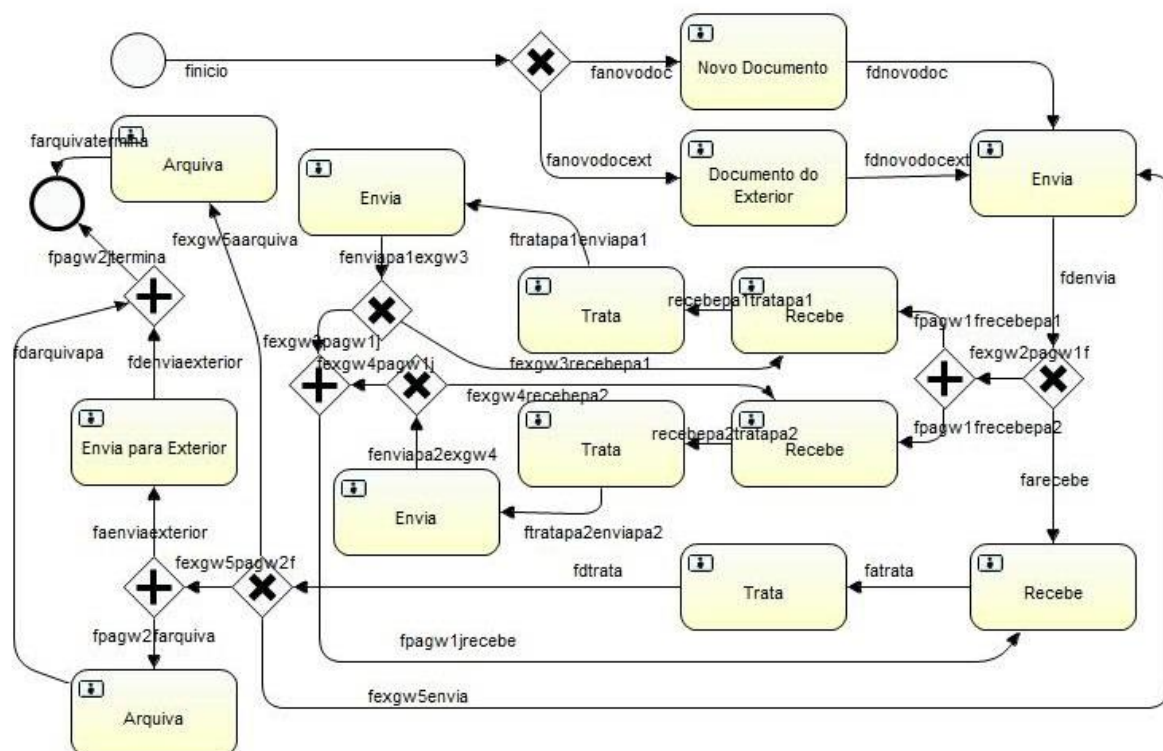 finicio
fanovodoc
Novo Documento
fdnovodoc
farquivatermina
Arquiva
Envia
fanovodocext
Documento do
Exterior
fdnovodocext
Envia
fexgw5aarquiva
ftratapa1enviapa1
fpagw2jtermina
fenviapa1exgw3
fdenvia
Trata
recebepa1tratapa1
Recebe
fpagw1frecebepa1
fdarquivapa
fdenviaexterior
fexgw3pagw1j
fexgw4pagw1j
fexgw3recebepa1
fexgw2pagw1f
fexgw4recebepa2
Envia para Exterior
fenviapa2exgw4
Trata
recebepa2tratapa2
Recebe
fpagw1frecebepa2
farecebe
Envia
ftratapa2enviapa2
faenviaexterior
fexgw5pagw2f
fdtrata
Trata
fatrata
Recebe
fpagw2farquiva
fpagw1jrecebe
fexgw5envia
Arquiva